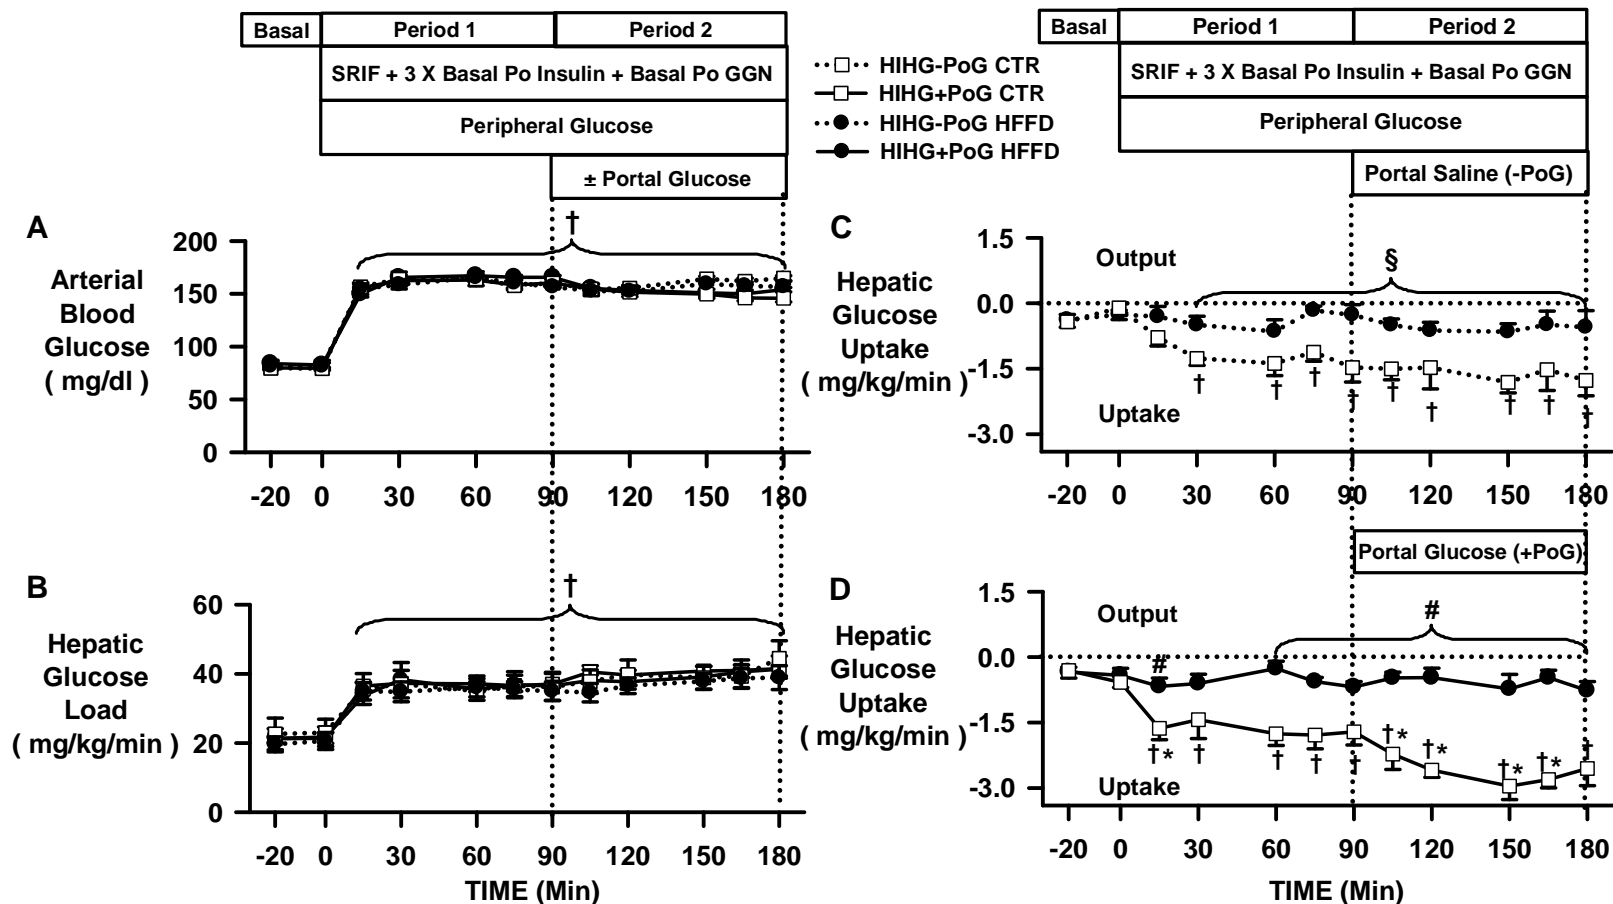 Basal Period 1 Period 2
SRIF + 3 X Basal Po Insulin + Basal Po GGN
Peripheral Glucose
± Portal Glucose
HIHG-PoG CTR
HIHG+PoG CTR
HIHG-PoG HFFD
HIHG+PoG HFFD
Basal Period 1 Period 2
SRIF + 3 X Basal Po Insulin + Basal Po GGN
Peripheral Glucose
Portal Saline (-PoG)
A
Arterial
Blood
Glucose
( mg/dl )
200
150
100
50
0
†
-20 0 30 60 90 120 150 180
B
Hepatic
Glucose
Load
( mg/kg/min )
60
40
20
0
†
-20 0 30 60 90 120 150 180
TIME (Min)
C
Hepatic
Glucose
Uptake
( mg/kg/min )
1.5
0.0
-1.5
-3.0
Output
§
† † † † † † † † †
Uptake
-20 0 30 60 90 120 150 180
Portal Glucose (+PoG)
D
Hepatic
Glucose
Uptake
( mg/kg/min )
1.5
0.0
-1.5
-3.0
Output
# #
†* † † † † †* †* †* †* †
Uptake
-20 0 30 60 90 120 150 180
TIME (Min)